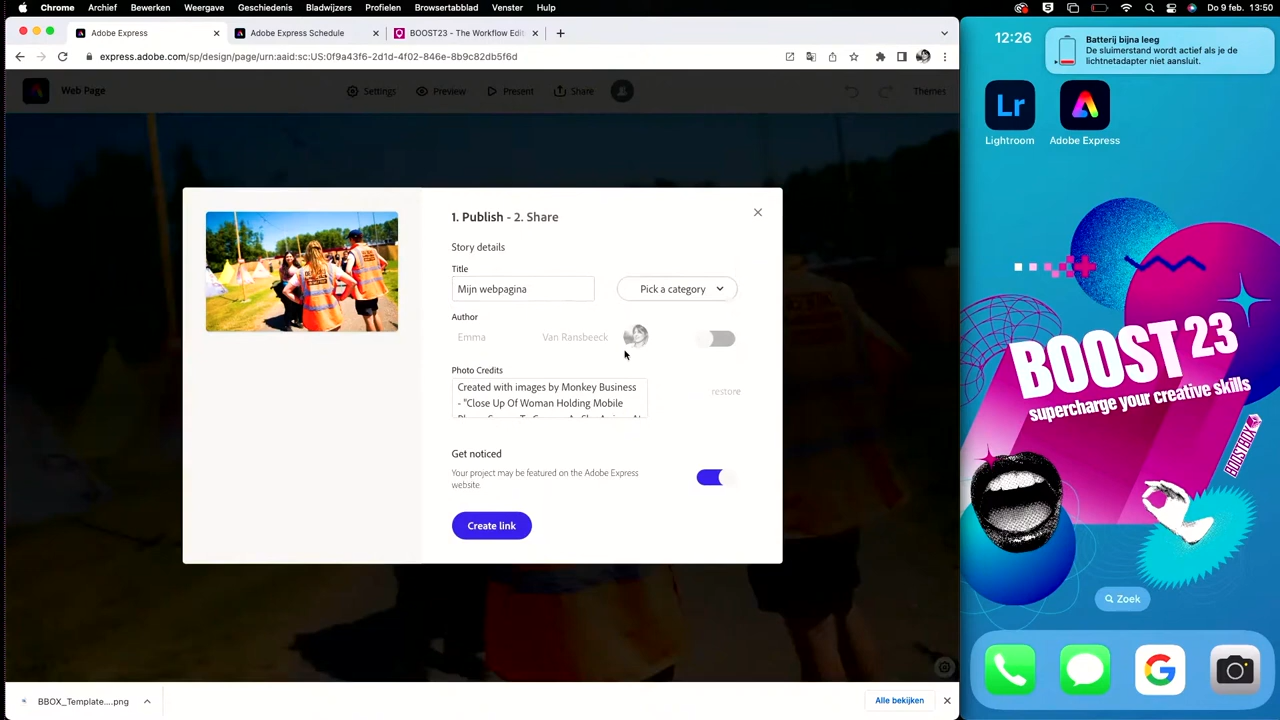 Chrome Archief Bewerken Weergave Geschiedenis Bladwijzers Profielen Browsertabblad Venster Help
Do 9 feb. 13:50
Adobe Express
Adobe Express Schedule
BOOST23 - The Workflow Edit
express.adobe.com/sp/design/page/urn:aaid:sc:US:0f9a43f6-2d1d-4f02-846e-8b9c82db5f6d
Web Page
Settings
Preview
Present
Share
Themes
1. Publish - 2. Share
Story details
Title
Mijn webpagina
Pick a category
Author
Emma
Van Ransbeeck
Photo Credits
Created with images by Monkey Business
- "Close Up Of Woman Holding Mobile
restore
Get noticed
Your project may be featured on the Adobe Express
website.
Create link
BBOX_Template....png
Alle bekijken
12:26
Batterij bijna leeg
De sluimerstand wordt actief als je de
lichtnetadapter niet aansluit.
Lr
Lightroom
Adobe Express
BOOST 23
supercharge your creative skills
BOOSTBOX
Zoek